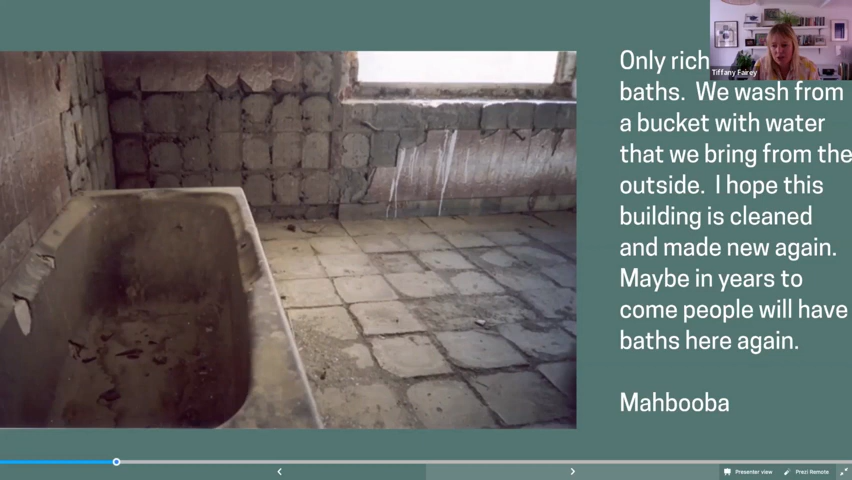 Only rich
baths. We wash from
a bucket with water
that we bring from the
outside. I hope this
building is cleaned
and made new again.
Maybe in years to
come people will have
baths here again.
Mahbooba
Tiffany Fairey
Presenter view
Prezi Remote